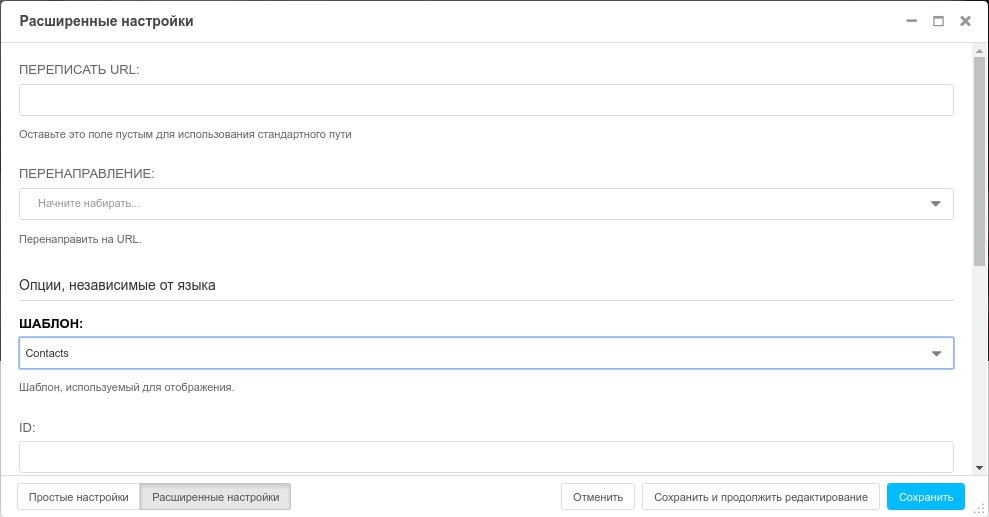 Расширенные настройки
ПЕРЕПИСАТЬ URL:
Оставьте это поле пустым для использования стандартного пути
ПЕРЕНАПРАВЛЕНИЕ:
Начните набирать...
Перенаправить на URL.
Опции, независимые от языка
ШАБЛОН:
Contacts
Шаблон, используемый для отображения.
ID:
Простые настройки
Расширенные настройки
Отменить
Сохранить и продолжить редактирование
Сохранить